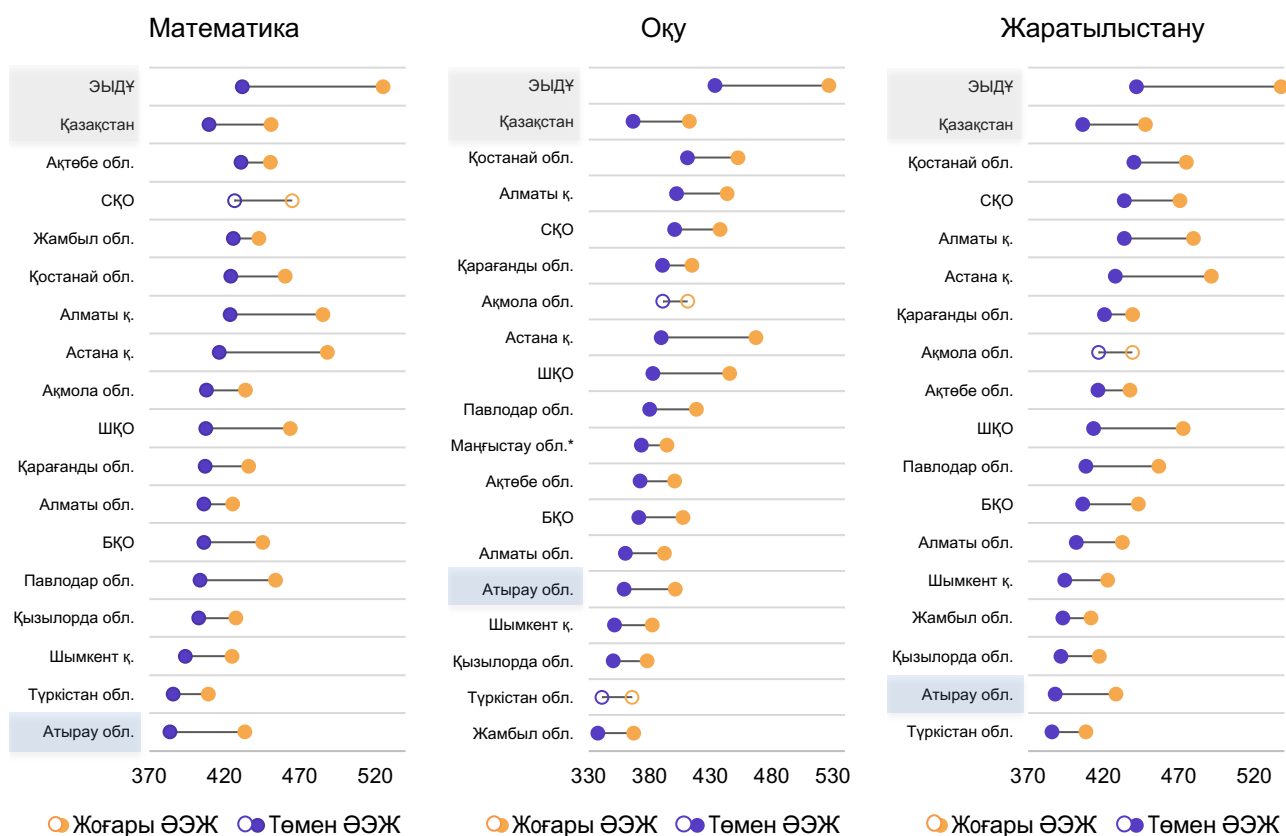 Математика
ЭЫДҰ
Қазақстан
Ақтөбе обл.
СҚО
Жамбыл обл.
Қостанай обл.
Алматы қ.
Астана қ.
Ақмола обл.
ШҚО
Қарағанды обл.
Алматы обл.
БҚО
Павлодар обл.
Қызылорда обл.
Шымкент қ.
Түркістан обл.
Атырау обл.
370 420 470 520
Жоғары ӘЭЖ Төмен ӘЭЖ
Оқу
ЭЫДҰ
Қазақстан
Қостанай обл.
Алматы қ.
СҚО
Қарағанды обл.
Ақмола обл.
Астана қ.
ШҚО
Павлодар обл.
Маңғыстау обл.*
Ақтөбе обл.
БҚО
Алматы обл.
Атырау обл.
Шымкент қ.
Қызылорда обл.
Түркістан обл.
Жамбыл обл.
330 380 430 480 530
Жоғары ӘЭЖ Төмен ӘЭЖ
Жаратылыстану
ЭЫДҰ
Қазақстан
Қостанай обл.
СҚО
Алматы қ.
Астана қ.
Қарағанды обл.
Ақмола обл.
Ақтөбе обл.
ШҚО
Павлодар обл.
БҚО
Алматы обл.
Шымкент қ.
Жамбыл обл.
Қызылорда обл.
Атырау обл.
Түркістан обл.
370 420 470 520
Жоғары ӘЭЖ Төмен ӘЭЖ